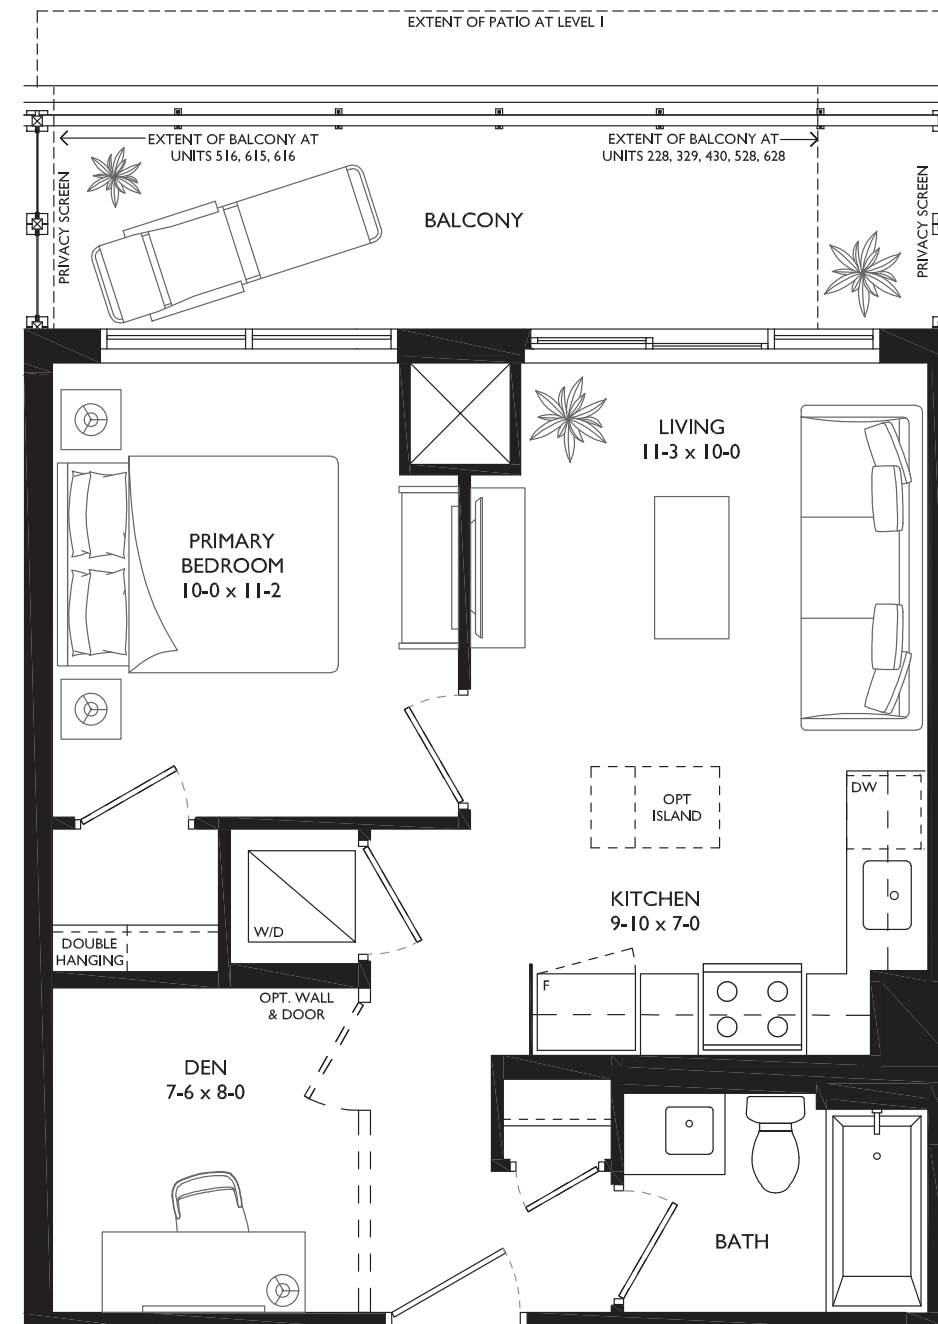 EXTENT OF PATIO AT LEVEL 1
EXTENT OF BALCONY AT
UNITS 516, 615, 616
EXTENT OF BALCONY AT
UNITS 228, 329, 430, 528, 628
PRIVACY SCREEN
BALCONY
PRIVACY SCREEN
LIVING
11-3 x 10-0
PRIMARY
BEDROOM
10-0 x 11-2
DW
OPT
ISLAND
KITCHEN
9-10 x 7-0
W/D
DOUBLE
HANGING
F
OPT. WALL
& DOOR
DEN
7-6 x 8-0
BATH